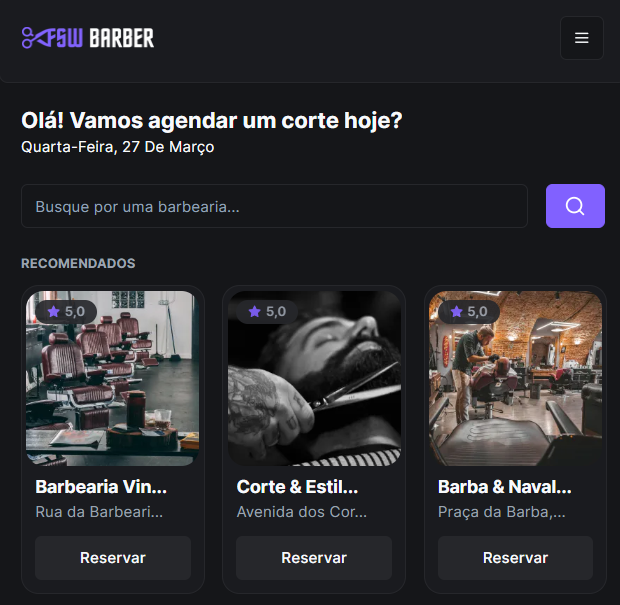 FSW BARBER
Olá! Vamos agendar um corte hoje?
Quarta-Feira, 27 De Março
Busque por uma barbearia...
RECOMENDADOS
5,0
5,0
5,0
Barbearia Vin...
Corte & Estil...
Barba & Naval...
Rua da Barbeari...
Avenida dos Cor...
Praça da Barba,...
Reservar
Reservar
Reservar